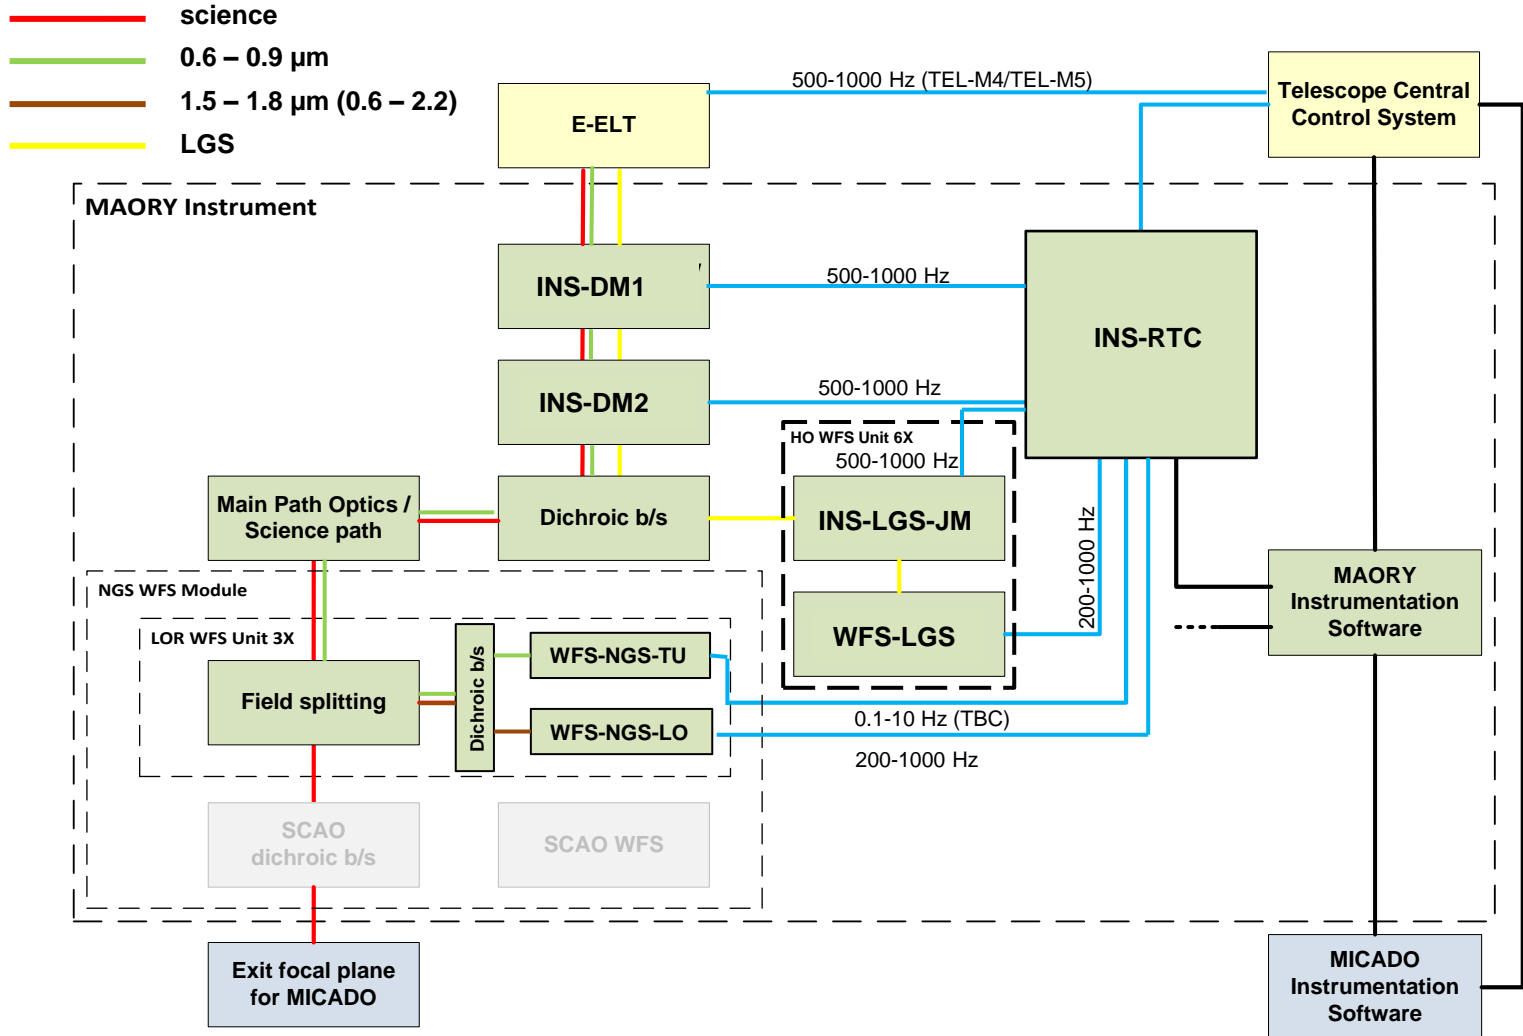 science
0.6 – 0.9 µm
1.5 – 1.8 µm (0.6 – 2.2)
LGS
E-ELT
500-1000 Hz (TEL-M4/TEL-M5)
Telescope Central
Control System
MAORY Instrument
INS-DM1
500-1000 Hz
INS-RTC
INS-DM2
500-1000 Hz
HO WFS Unit 6X
500-1000 Hz
Main Path Optics /
Science path
Dichroic b/s
INS-LGS-JM
200-1000 Hz
MAORY
Instrumentation
Software
NGS WFS Module
LOR WFS Unit 3X
Field splitting
Dichroic b/s
WFS-NGS-TU
WFS-LGS
WFS-NGS-LO
0.1-10 Hz (TBC)
200-1000 Hz
SCAO
dichroic b/s
SCAO WFS
Exit focal plane
for MICADO
MICADO
Instrumentation
Software